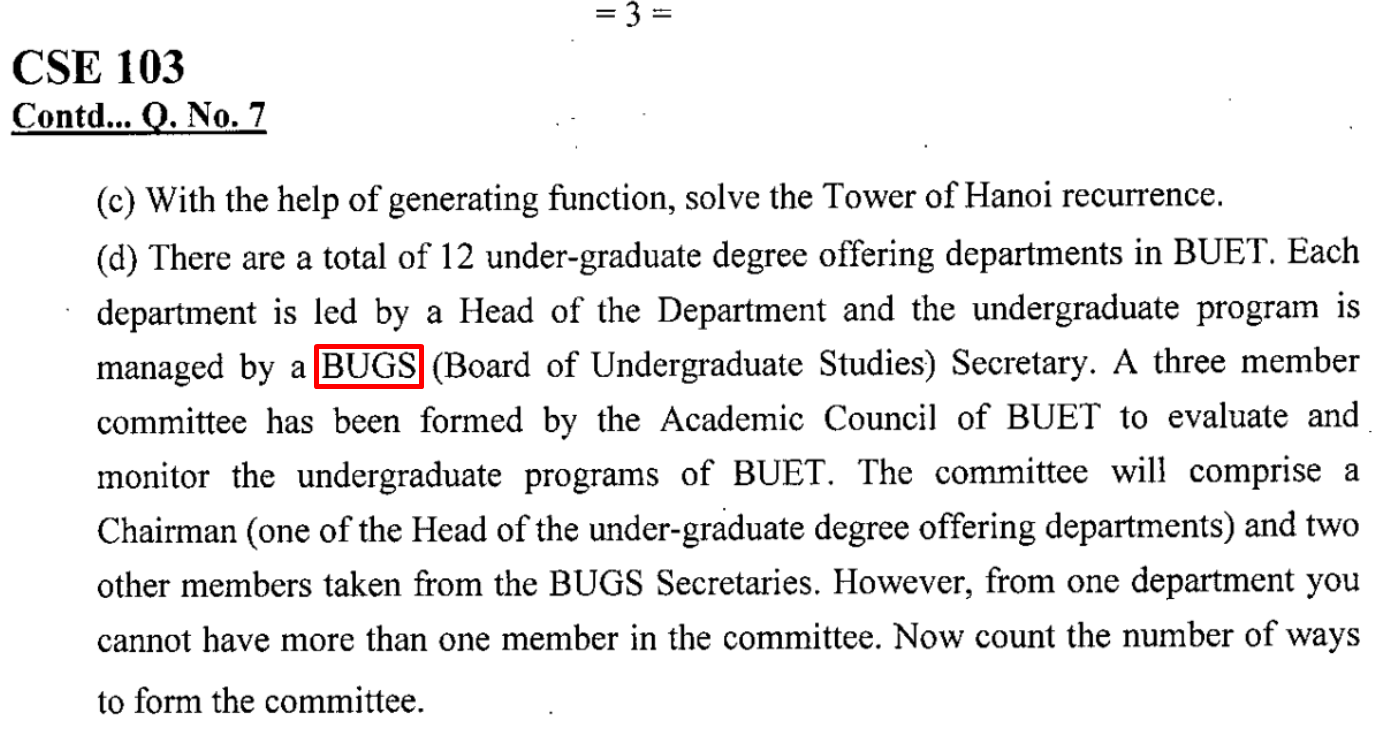 = 3 =
CSE 103
Contd... Q. No. 7
(c) With the help of generating function, solve the Tower of Hanoi recurrence.
(d) There are a total of 12 under-graduate degree offering departments in BUET. Each
department is led by a Head of the Department and the undergraduate program is
managed by a BUGS (Board of Undergraduate Studies) Secretary. A three member
committee has been formed by the Academic Council of BUET to evaluate and
monitor the undergraduate programs of BUET. The committee will comprise a
Chairman (one of the Head of the under-graduate degree offering departments) and two
other members taken from the BUGS Secretaries. However, from one department you
cannot have more than one member in the committee. Now count the number of ways
to form the committee.